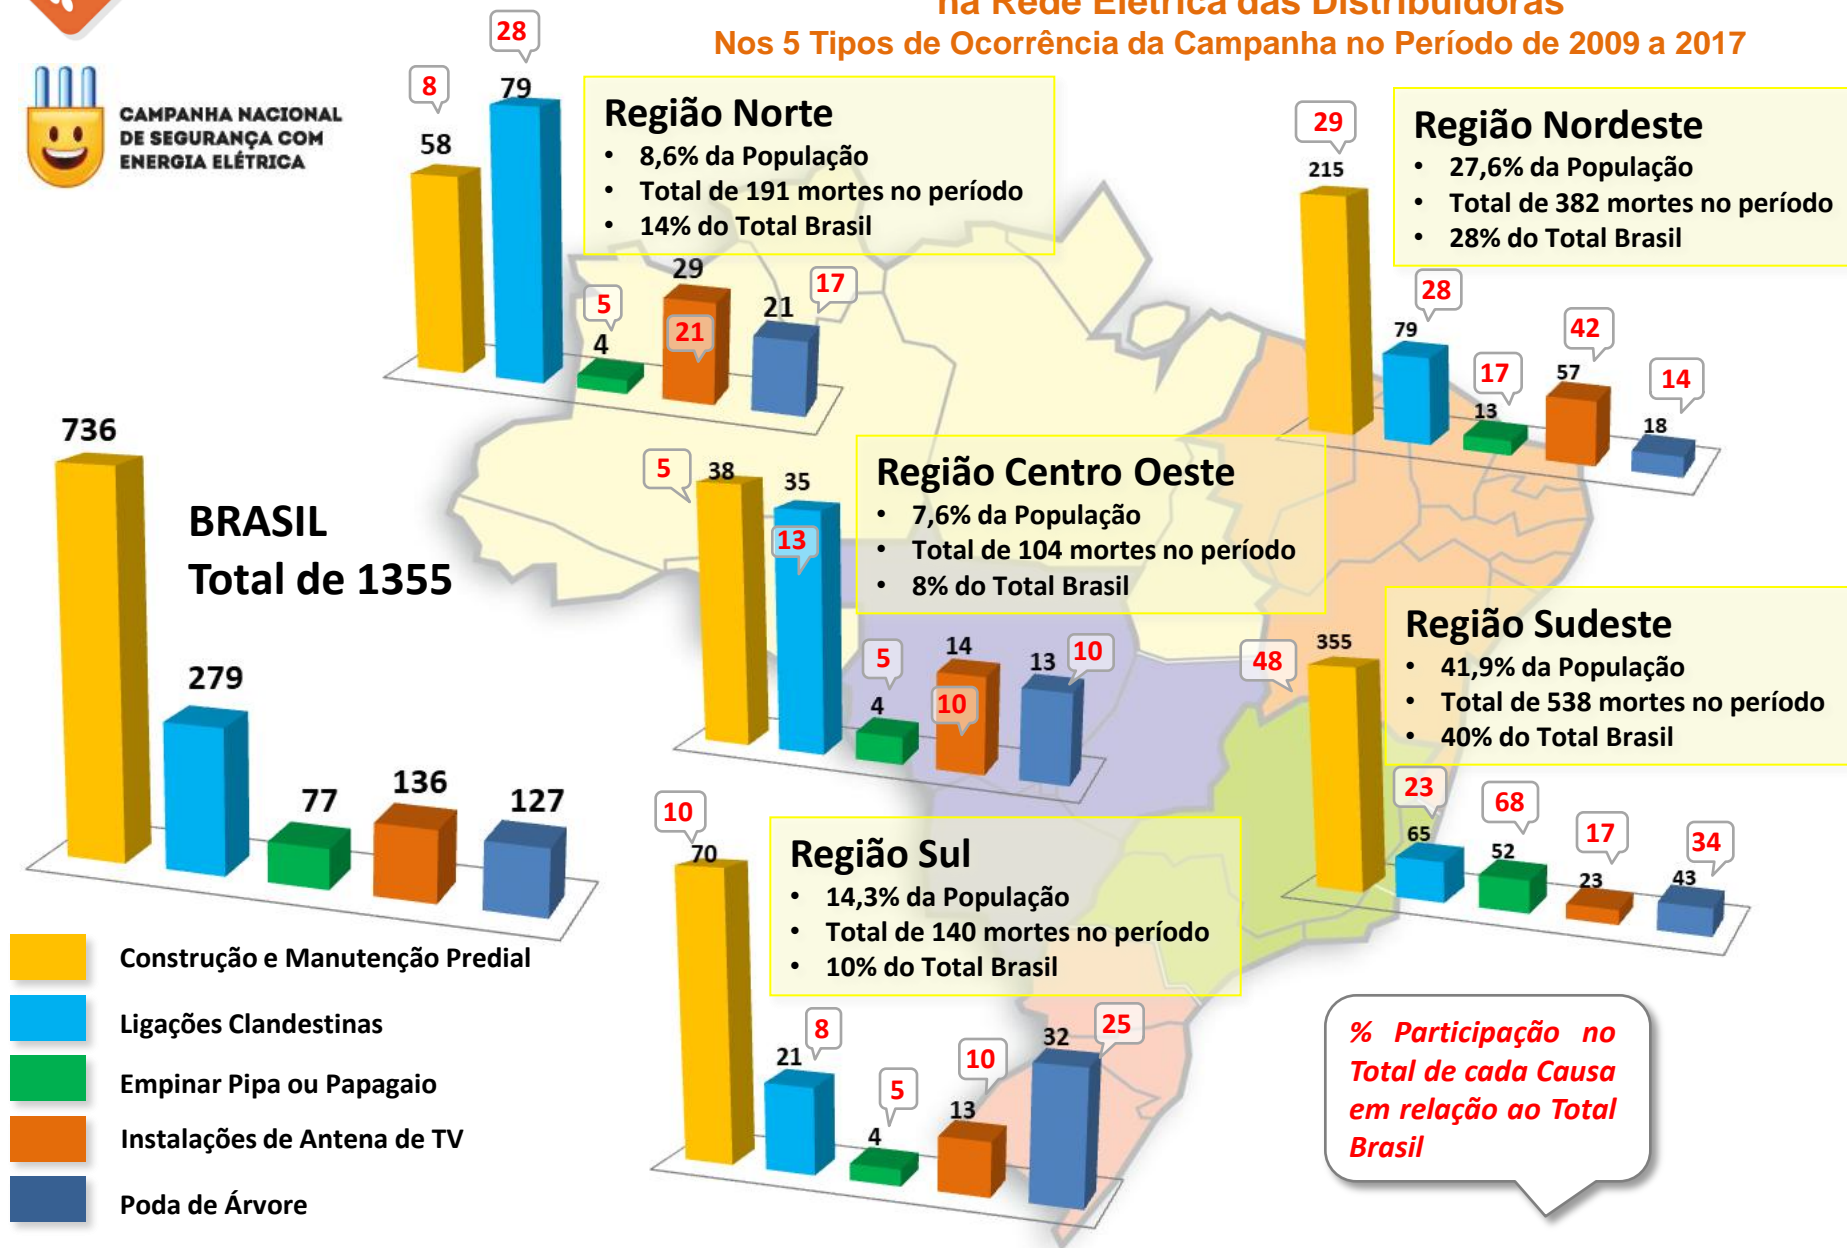 na Rede Elétrica das Distribuidoras
Nos 5 Tipos de Ocorrência da Campanha no Período de 2009 a 2017
CAMPANHA NACIONAL
DE SEGURANÇA COM
ENERGIA ELÉTRICA
8
58
28
79
5
4
29
21
21
17
Região Norte
• 8,6% da População
• Total de 191 mortes no período
• 14% do Total Brasil
29
215
28
79
17
13
42
57
14
18
Região Nordeste
• 27,6% da População
• Total de 382 mortes no período
• 28% do Total Brasil
736
279
77
136
127
BRASIL
Total de 1355
5
38
35
13
5
4
14
10
13
10
Região Centro Oeste
• 7,6% da População
• Total de 104 mortes no período
• 8% do Total Brasil
48
355
23
65
68
52
17
23
34
43
Região Sudeste
• 41,9% da População
• Total de 538 mortes no período
• 40% do Total Brasil
10
70
8
21
5
4
10
13
32
25
Região Sul
• 14,3% da População
• Total de 140 mortes no período
• 10% do Total Brasil
Construção e Manutenção Predial
Ligações Clandestinas
Empinar Pipa ou Papagaio
Instalações de Antena de TV
Poda de Árvore
% Participação no
Total de cada Causa
em relação ao Total
Brasil